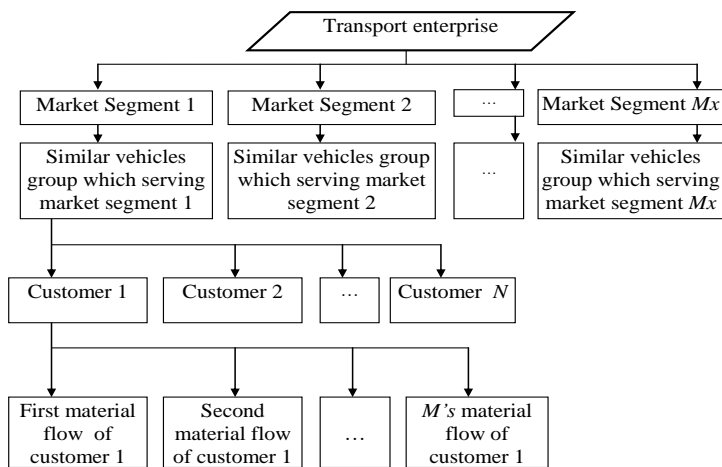 Transport enterprise
Market Segment 1
Market Segment 2
...
Market Segment Mx
Similar vehicles
group which serving
market segment 1
Similar vehicles group
which serving market
segment 2
...
Similar vehicles
group which serving
market segment Mx
Customer 1
Customer 2
...
Customer N
First material
flow of
customer 1
Second
material flow
of customer 1
...
M's material
flow of
customer 1